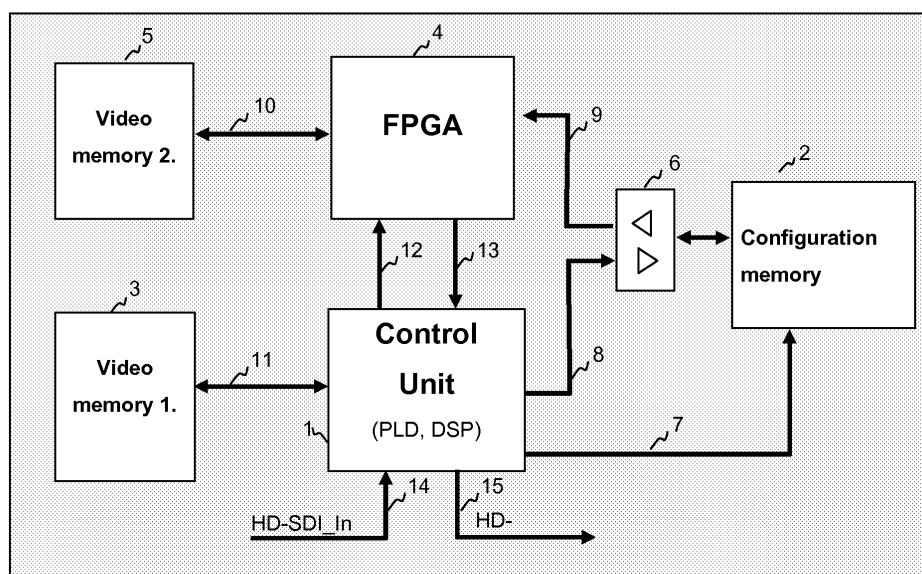 5
4
Video
memory 2.
10
FPGA
9
6
2
Configuration
memory
12
13
3
Video
memory 1.
11
Control
Unit
(PLD, DSP)
1
8
7
14
15
HD-SDI_In
HD-